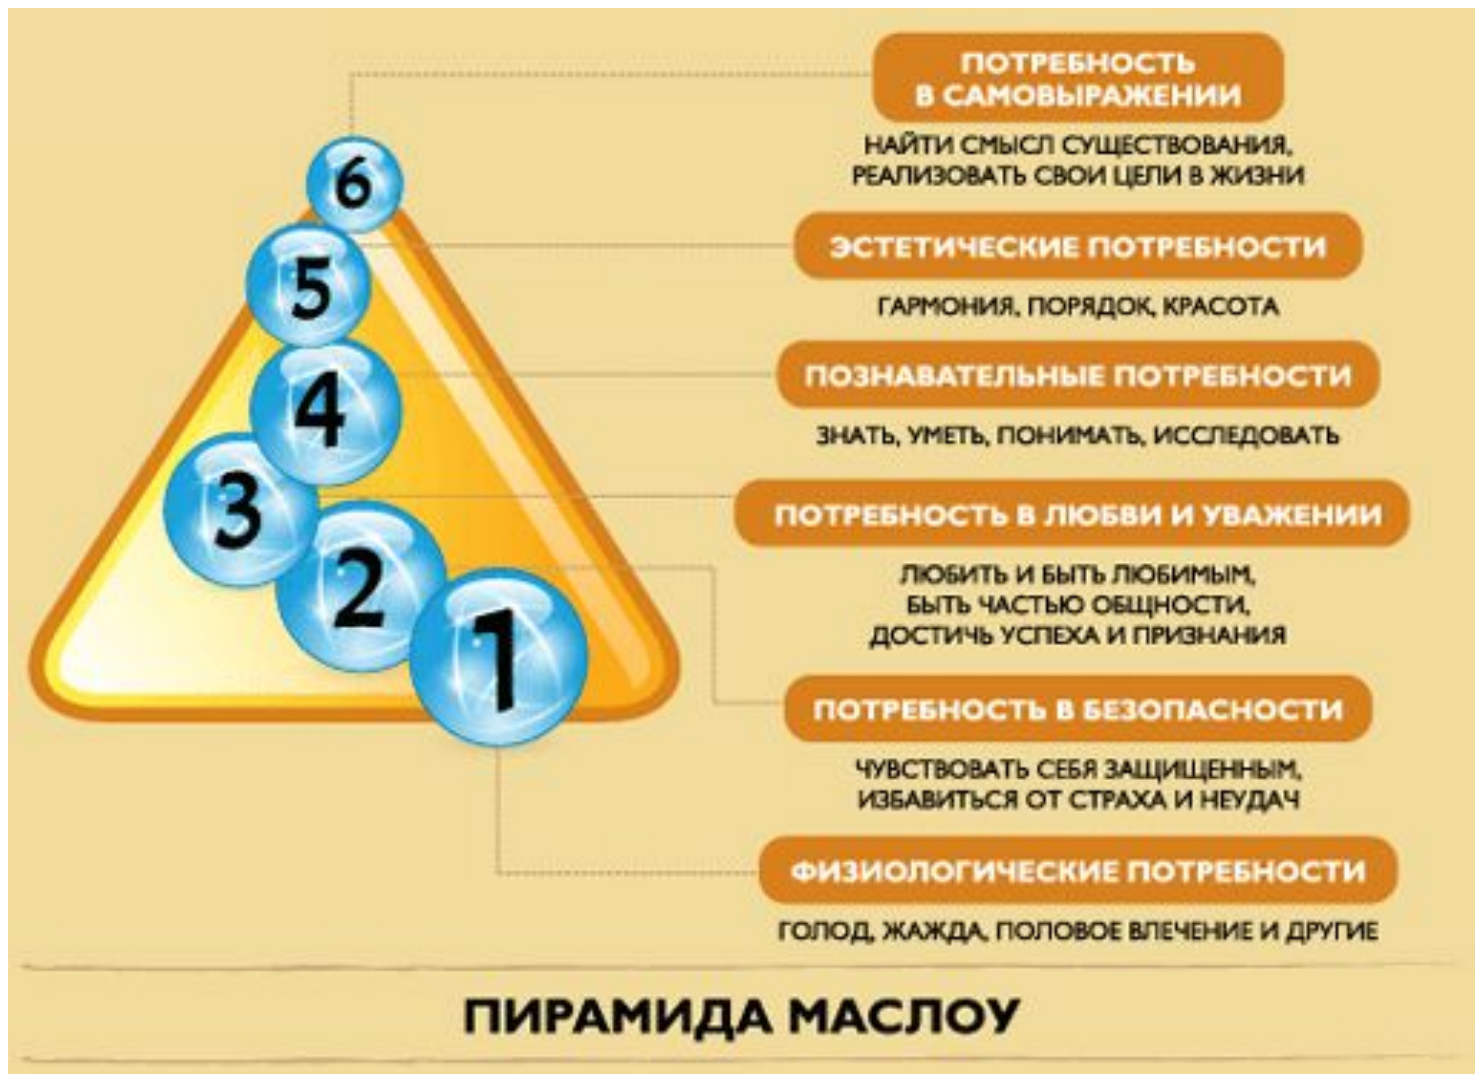 ПОТРЕБНОСТЬ
В САМОВЫРАЖЕНИИ
НАЙТИ СМЫСЛ СУЩЕСТВОВАНИЯ,
РЕАЛИЗОВАТЬ СВОИ ЦЕЛИ В ЖИЗНИ
6
ЭСТЕТИЧЕСКИЕ ПОТРЕБНОСТИ
ГАРМОНИЯ, ПОРЯДОК, КРАСОТА
5
ПОЗНАВАТЕЛЬНЫЕ ПОТРЕБНОСТИ
ЗНАТЬ, УМЕТЬ, ПОНИМАТЬ, ИССЛЕДОВАТЬ
4
ПОТРЕБНОСТЬ В ЛЮБВИ И УВАЖЕНИИ
ЛЮБИТЬ И БЫТЬ ЛЮБИМЫМ,
БЫТЬ ЧАСТЬЮ ОБЩНОСТИ,
ДОСТИЧЬ УСПЕХА И ПРИЗНАНИЯ
3
ПОТРЕБНОСТЬ В БЕЗОПАСНОСТИ
ЧУВСТВОВАТЬ СЕБЯ ЗАЩИЩЕННЫМ,
ИЗБАВИТЬСЯ ОТ СТРАХА И НЕУДАЧ
2
ФИЗИОЛОГИЧЕСКИЕ ПОТРЕБНОСТИ
ГОЛОД, ЖАЖДА, ПОЛОВОЕ ВЛЕЧЕНИЕ И ДРУГИЕ
1
ПИРАМИДА МАСЛОУ